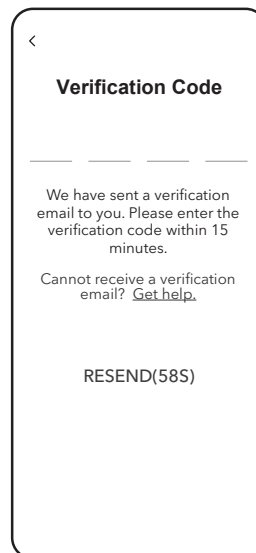 Verification Code
We have sent a verification
email to you. Please enter the
verification code within 15
minutes.
Cannot receive a verification
email? Get help.
RESEND(58S)